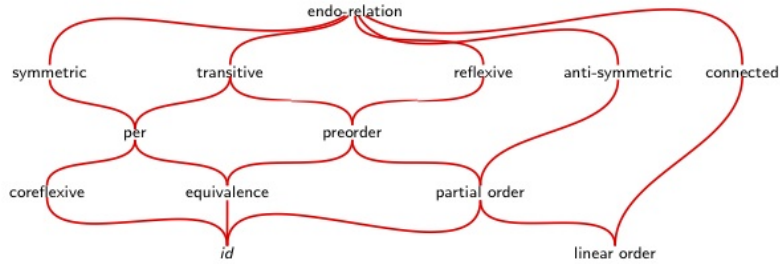 endo-relation
symmetric transitive reflexive anti-symmetric connected
per preorder
coreflexive equivalence partial order
id linear order